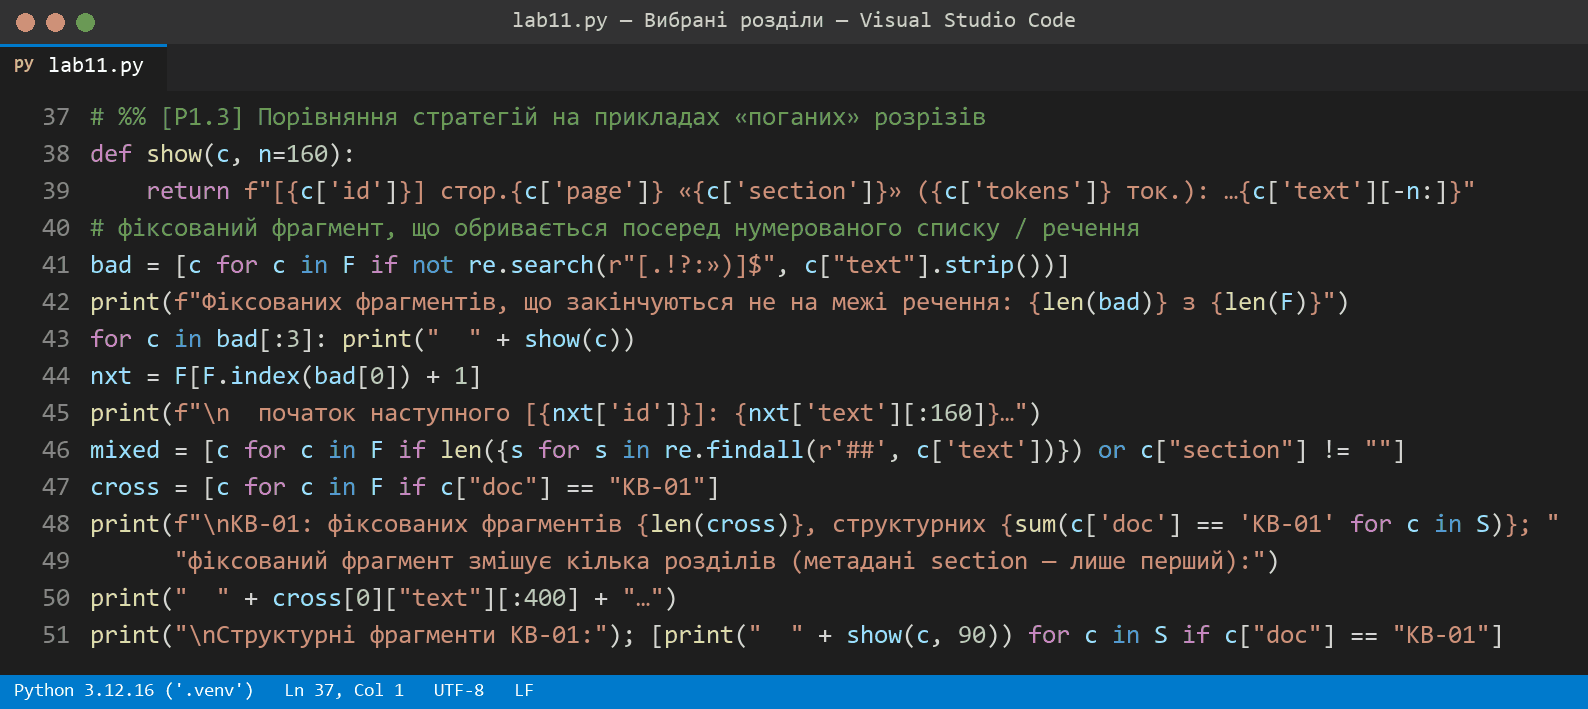 lab11.py — Вибрані розділи — Visual Studio Code
py lab11.py
37 # %% [P1.3] Порівняння стратегій на прикладах «поганих» розрізів
38 def show(c, n=160):
39     return f"[{c['id']}] стор.{c['page']} «{c['section']}» ({c['tokens']} ток.): …{c['text'][-n:]}"
40 # фіксований фрагмент, що обривається посеред нумерованого списку / речення
41 bad = [c for c in F if not re.search(r"[.!?:»)]$", c["text"].strip())]
42 print(f"Фіксованих фрагментів, що закінчуються не на межі речення: {len(bad)} з {len(F)}")
43 for c in bad[:3]: print("  " + show(c))
44 nxt = F[F.index(bad[0]) + 1]
45 print(f"\n  початок наступного [{nxt['id']}]: {nxt['text'][:160]}…")
46 mixed = [c for c in F if len({s for s in re.findall(r'##', c['text'])}) or c["section"] != ""]
47 cross = [c for c in F if c["doc"] == "KB-01"]
48 print(f"\nKB-01: фіксованих фрагментів {len(cross)}, структурних {sum(c['doc'] == 'KB-01' for c in S)}; "
49       "фіксований фрагмент змішує кілька розділів (метадані section — лише перший):")
50 print("  " + cross[0]["text"][:400] + "…")
51 print("\nСтруктурні фрагменти KB-01:"); [print("  " + show(c, 90)) for c in S if c["doc"] == "KB-01"]
Python 3.12.16 ('.venv') Ln 37, Col 1 UTF-8 LF